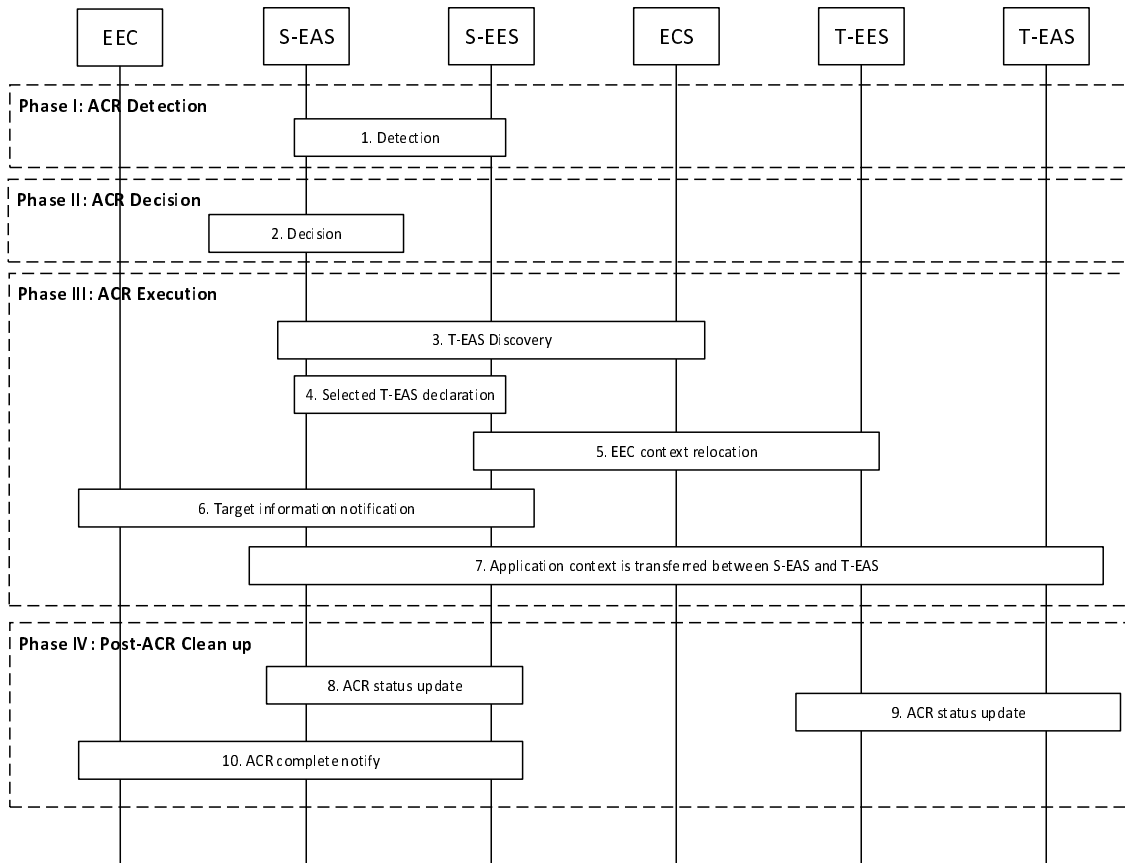 EEC
S-EAS
S-EES
ECS
T-EES
T-EAS
Phase I: ACR Detection
1. Detection
Phase II: ACR Decision
2. Decision
Phase III: ACR Execution
3. T-EAS Discovery
4. Selected T-EAS declaration
5. EEC context relocation
6. Target information notification
7. Application context is transferred between S-EAS and T-EAS
Phase IV: Post-ACR Clean up
8. ACR status update
9. ACR status update
10. ACR complete notify